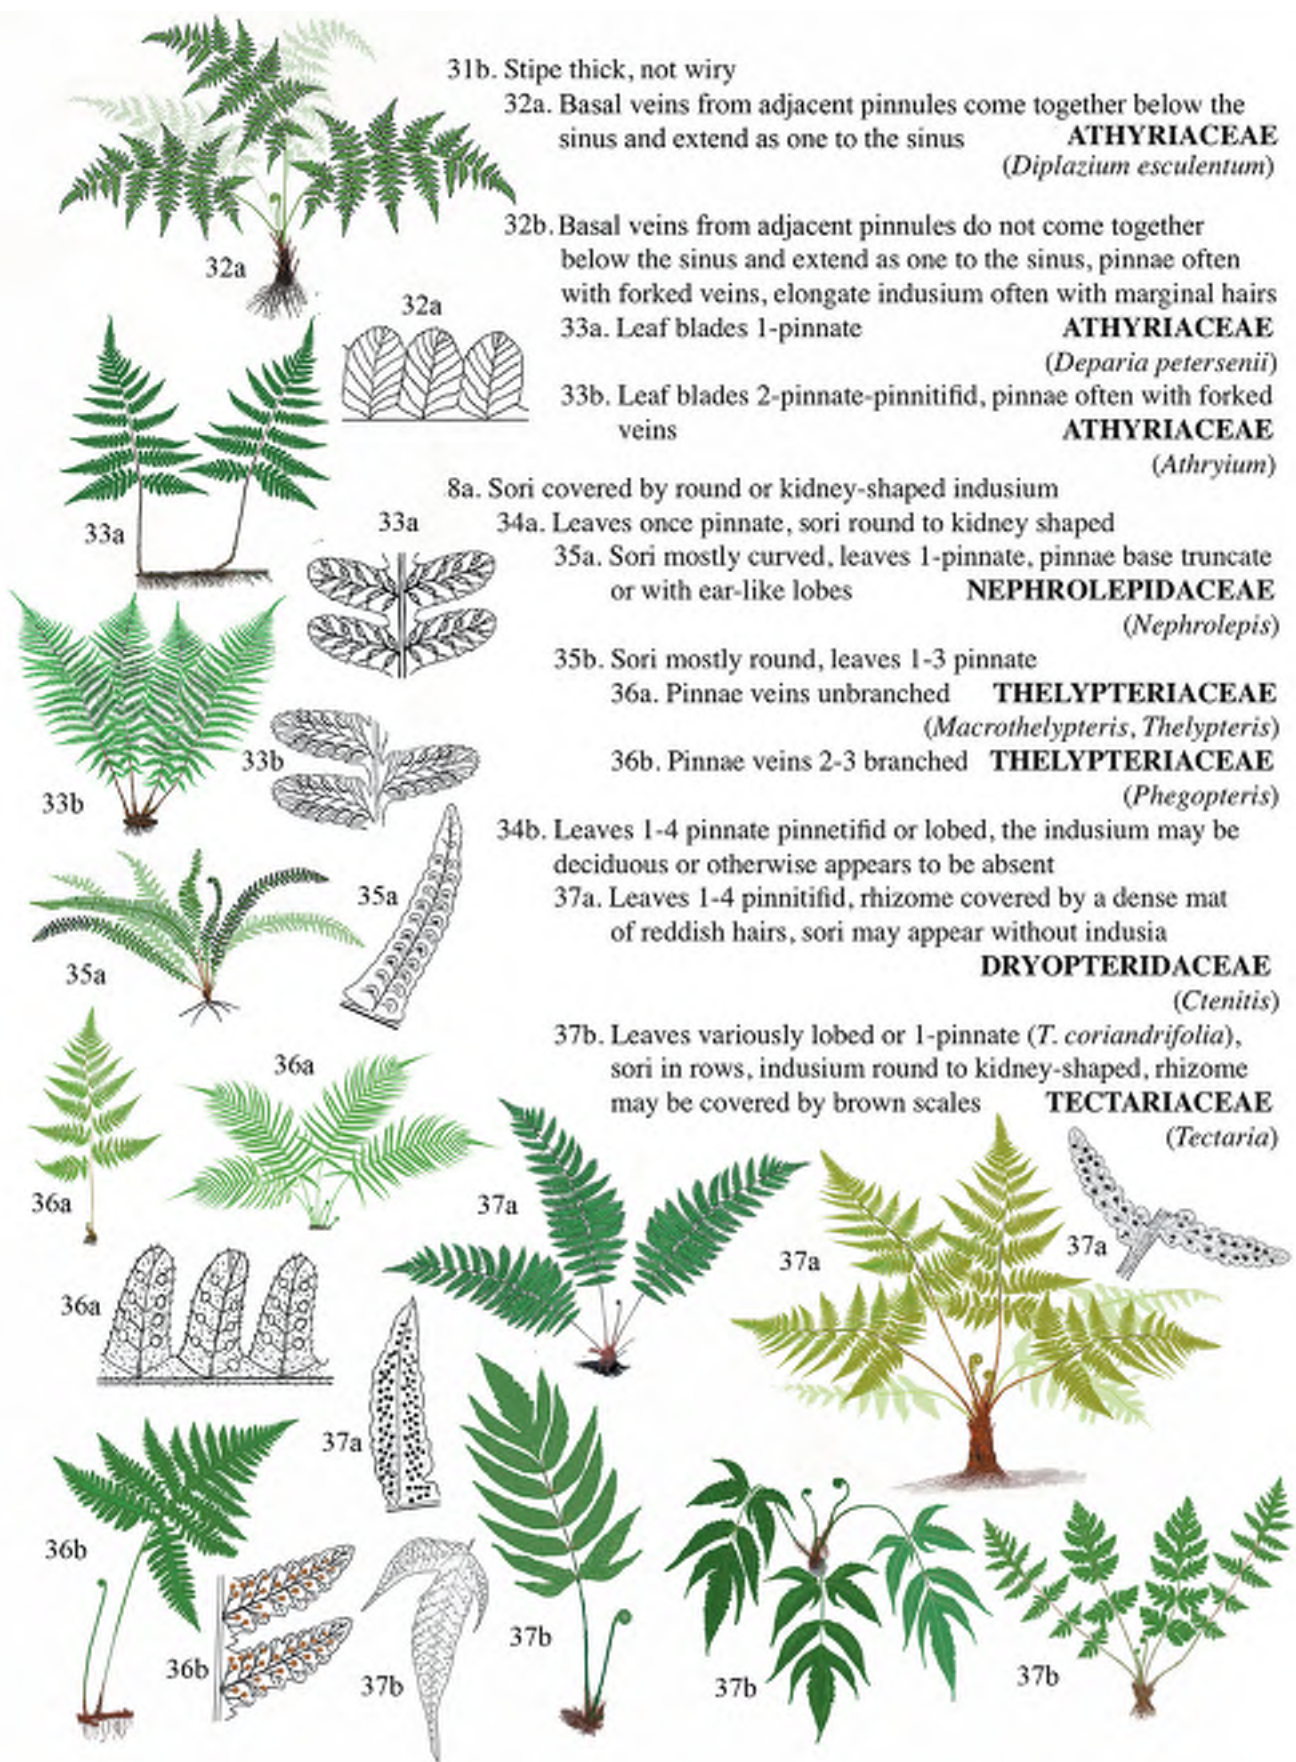 31b. Stipe thick, not wiry
32a. Basal veins from adjacent pinnules come together below the
sinus and extend as one to the sinus ATHYRIACEAE
(Diplazium esculentum)
32b. Basal veins from adjacent pinnules do not come together
below the sinus and extend as one to the sinus, pinnae often
with forked veins, elongate indusium often with marginal hairs
33a. Leaf blades 1-pinnate ATHYRIACEAE
(Deparia petersenii)
33b. Leaf blades 2-pinnate-pinnitifid, pinnae often with forked
veins ATHYRIACEAE
(Athryium)
8a. Sori covered by round or kidney-shaped indusium
34a. Leaves once pinnate, sori round to kidney shaped
35a. Sori mostly curved, leaves 1-pinnate, pinnae base truncate
or with ear-like lobes NEPHROLEPIDACEAE
(Nephrolepis)
35b. Sori mostly round, leaves 1-3 pinnate
36a. Pinnae veins unbranched THELYPTERIACEAE
(Macrothelypteris, Thelypteris)
36b. Pinnae veins 2-3 branched THELYPTERIACEAE
(Phegopteris)
34b. Leaves 1-4 pinnate pinnetifid or lobed, the indusium may be
deciduous or otherwise appears to be absent
37a. Leaves 1-4 pinnitifid, rhizome covered by a dense mat
of reddish hairs, sori may appear without indusia
DRYOPTERIDACEAE
(Ctenitis)
37b. Leaves variously lobed or 1-pinnate (T. coriandrifolia),
sori in rows, indusium round to kidney-shaped, rhizome
may be covered by brown scales TECTARIACEAE
(Tectaria)
32a
32a
33a
33a
33b
33b
35a
35a
36a
36a
36a
37a
37a
37a
37a
36b
36b
37b
37b
37b
37b